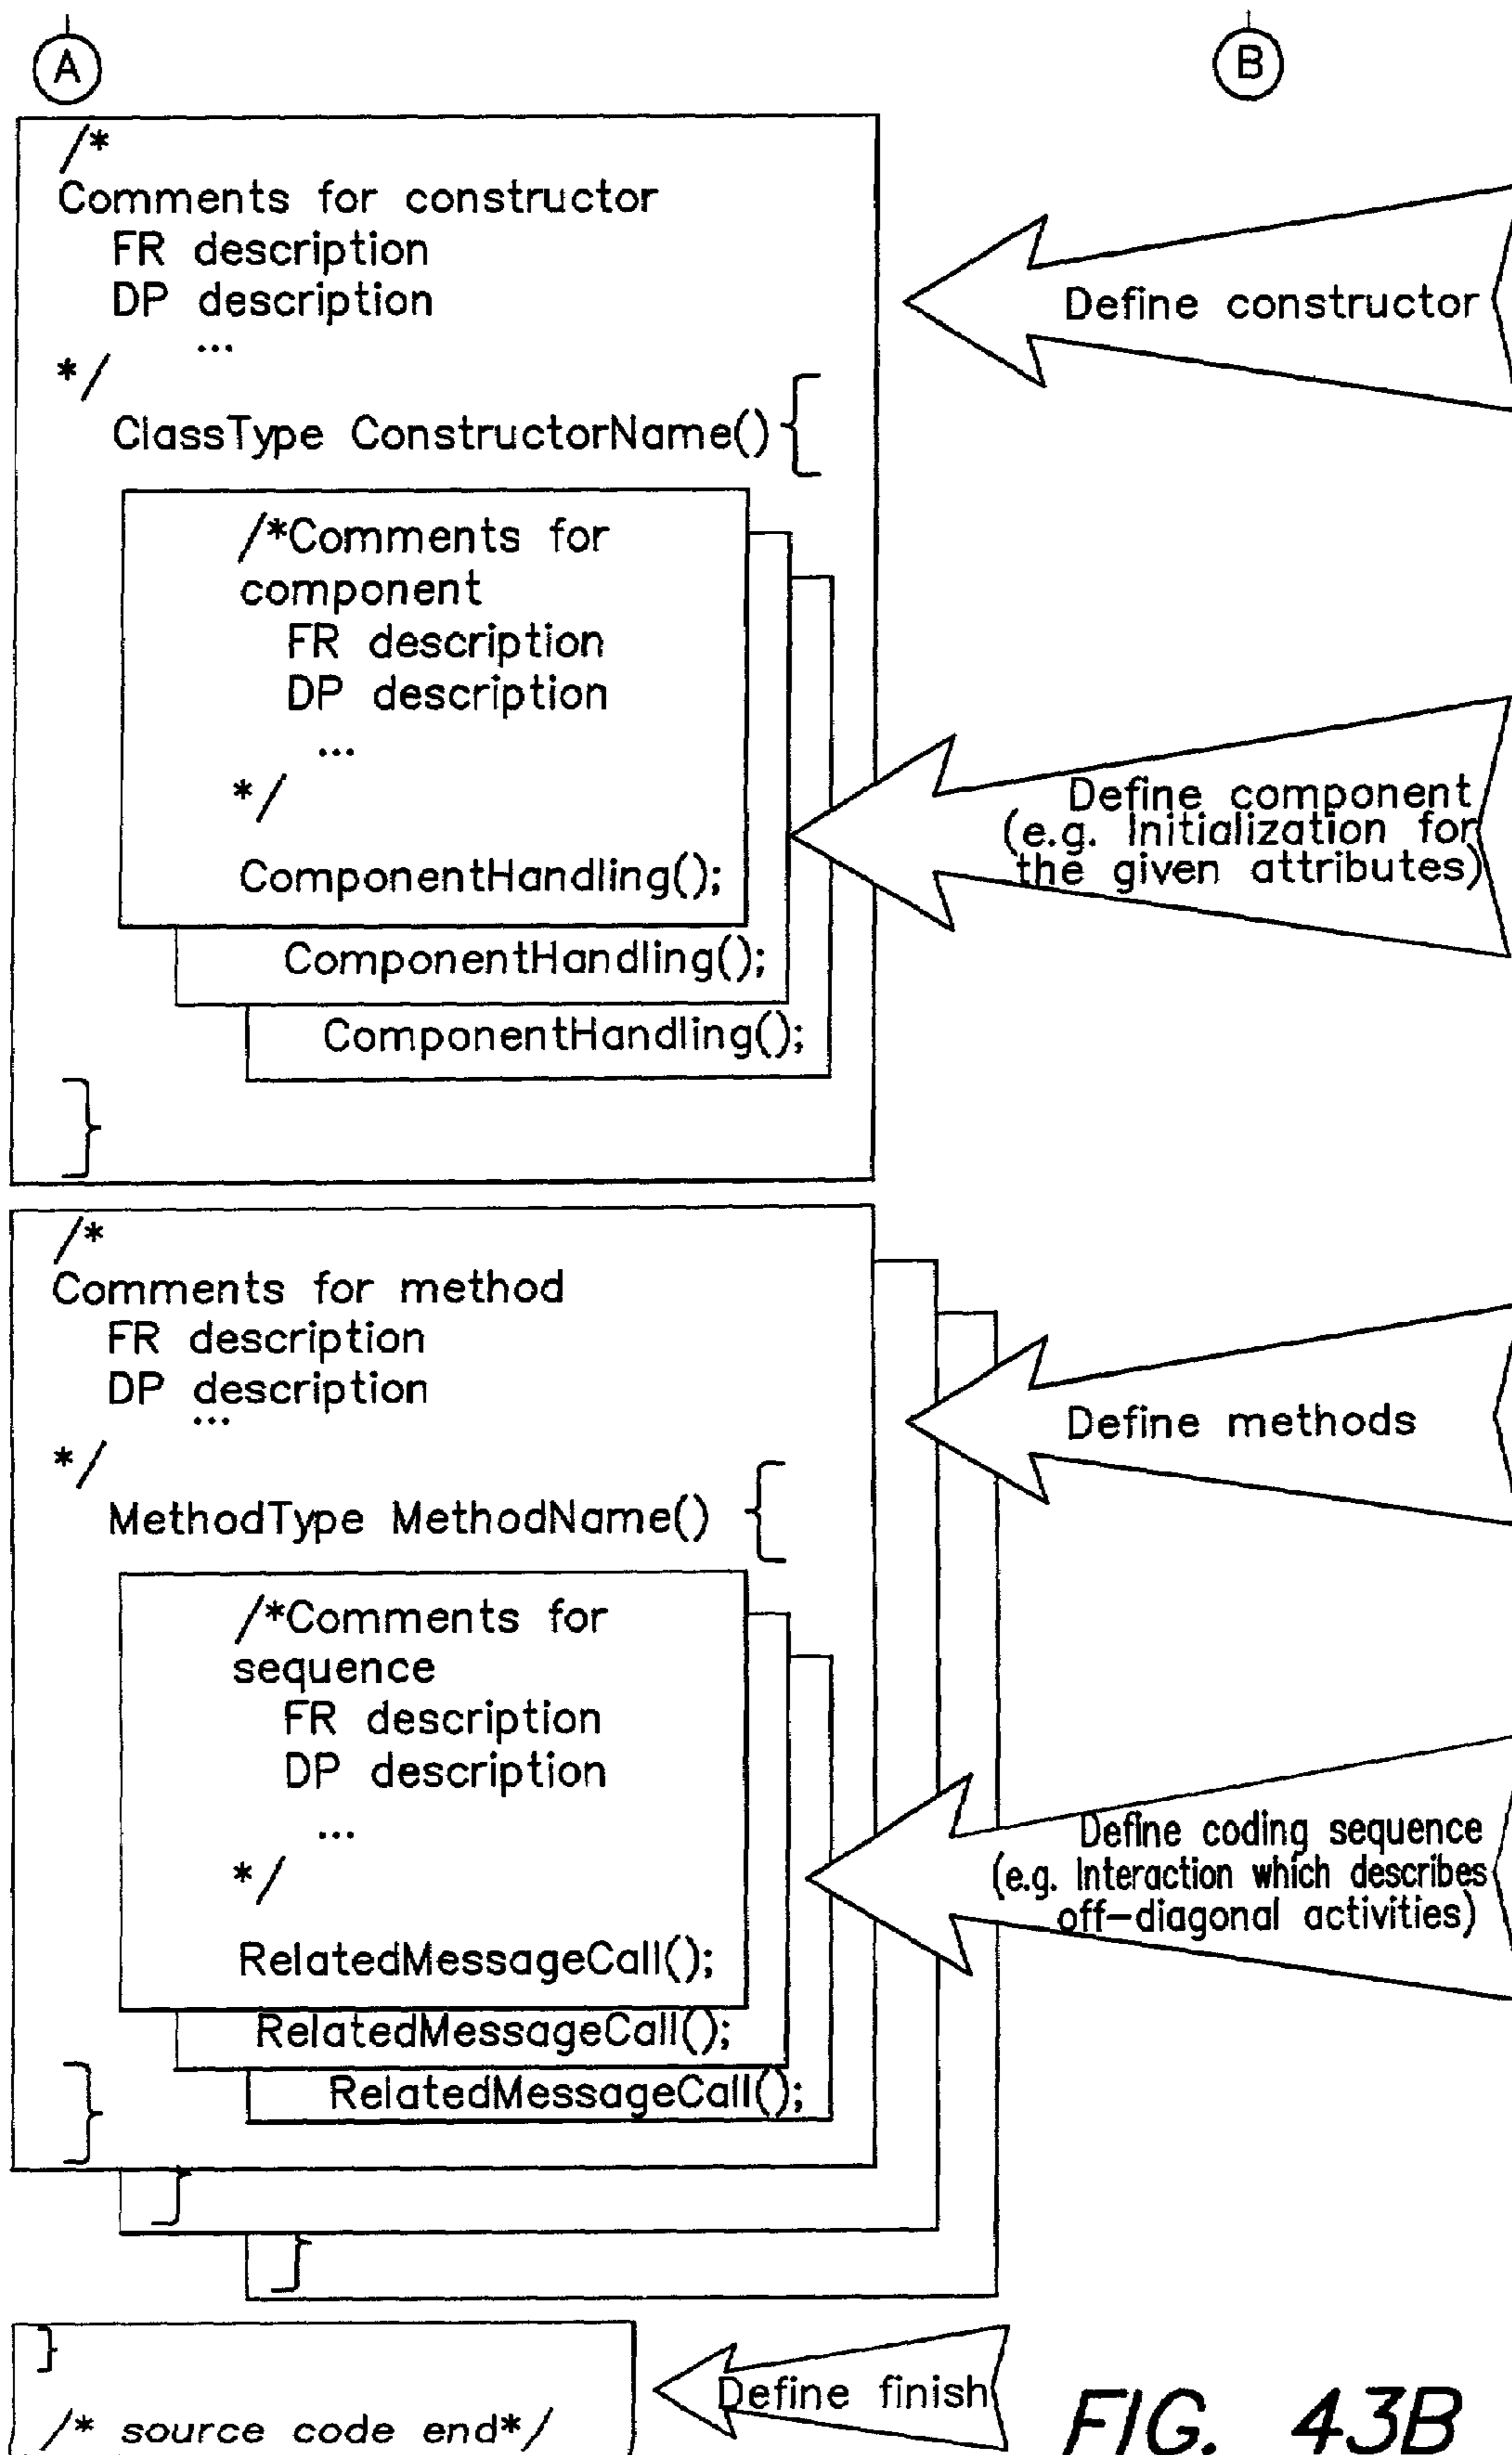 A
B
/*
Comments for constructor
FR description
DP description
...
*/
ClassType ConstructorName() {
/*Comments for
component
FR description
DP description
...
*/
ComponentHandling();
ComponentHandling();
ComponentHandling();
}
Define constructor
Define component
(e.g. Initialization for
the given attributes)
/*
Comments for method
FR description
DP description
...
*/
MethodType MethodName() {
/*Comments for
sequence
FR description
DP description
...
*/
RelatedMessageCall();
RelatedMessageCall();
RelatedMessageCall();
}
}
}
Define methods
Define coding sequence
(e.g. Interaction which describes
off-diagonal activities)
}
/* source code end*/
Define finish
FIG. 43B